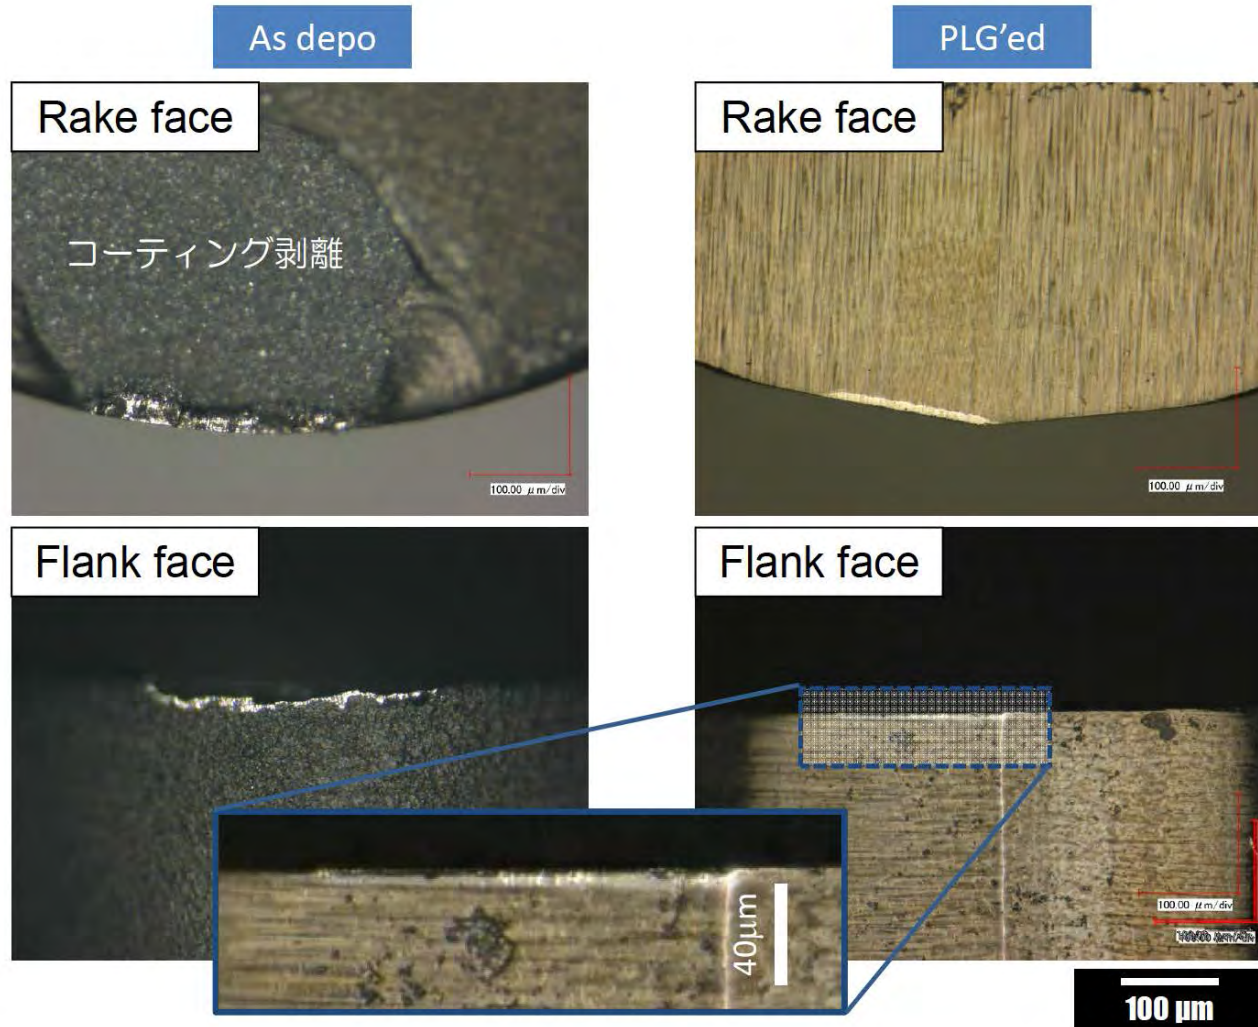 As depo
PLG'ed
Rake face
Rake face
コーティング剥離
100.00 μm/div
100.00 μm/div
Flank face
Flank face
40μm
100.00 μm/div
100 μm